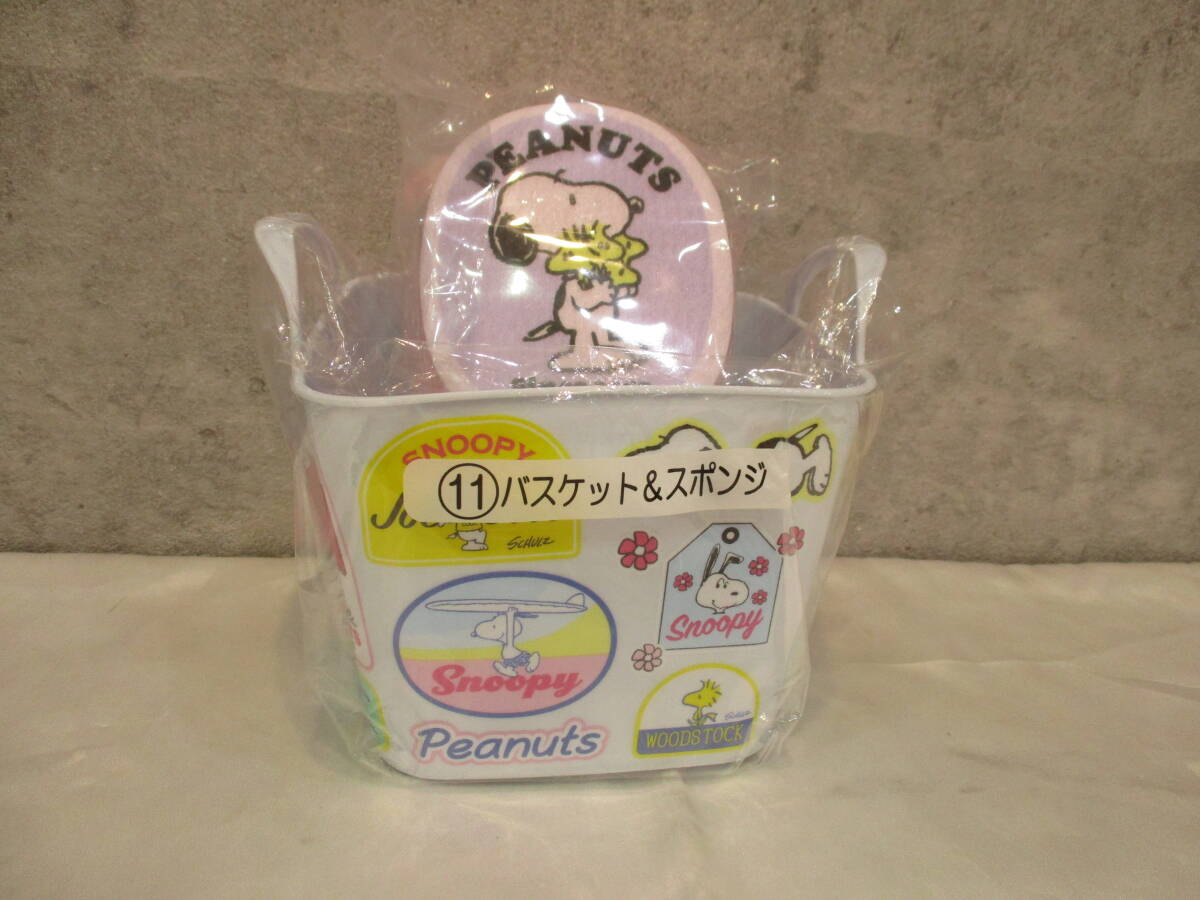 PEANUTS
SNOOPY
⑪バスケット&スポンジ
SCHULZ
Snoopy
Snoopy
Peanuts
WOODSTOCK